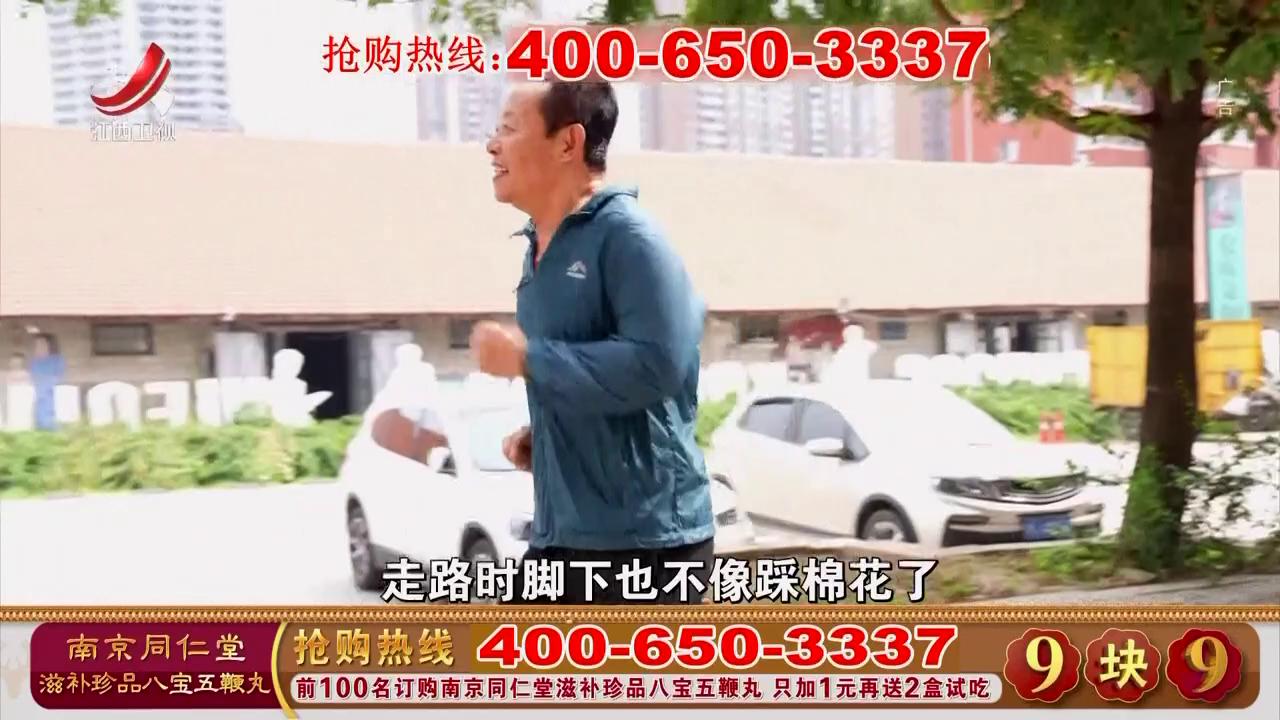 抢购热线:400-650-3337
江西卫视
广告
走路时脚下也不像踩棉花了
南京同仁堂
滋补珍品八宝五鞭丸
抢购热线 400-650-3337
前100名订购南京同仁堂滋补珍品八宝五鞭丸 只加1元再送2盒试吃
9块9